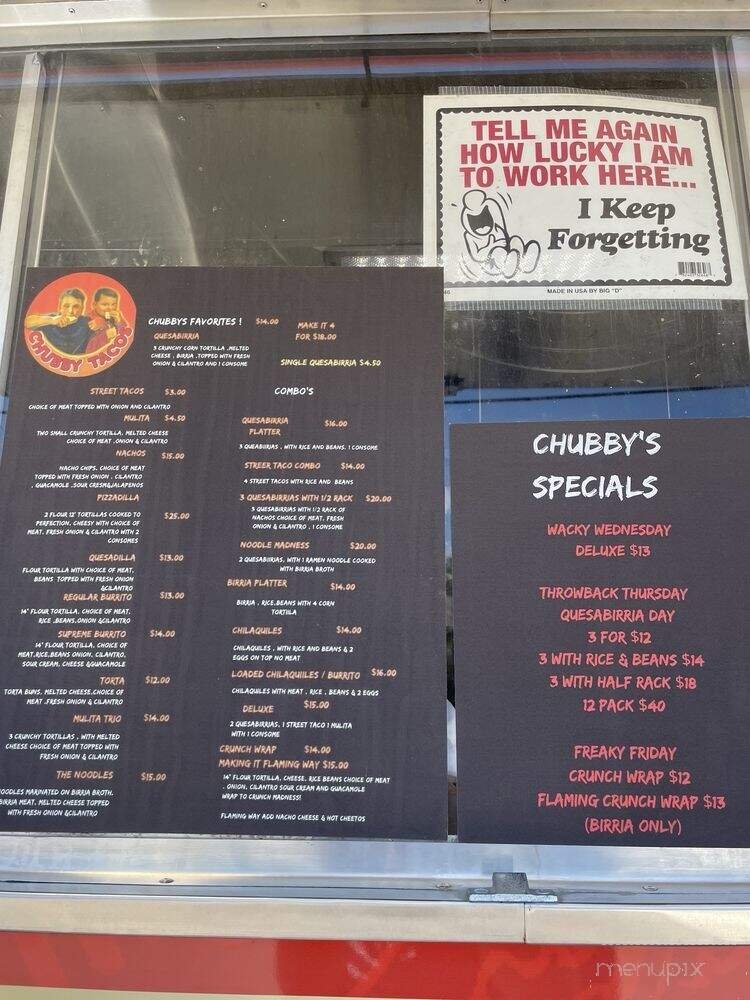 TELL ME AGAIN
HOW LUCKY I AM
TO WORK HERE...
I Keep
Forgetting
MADE IN USA BY BIG "D"
CHUBBY TACOS
CHUBBYS FAVORITES ! $14.00 MAKE IT 4
QUESABIRRIA FOR $18.00
3 CRUNCHY CORN TORTILLA ,MELTED
CHEESE , BIRRIA ,TOPPED WITH FRESH
ONION & CILANTRO AND 1 CONSOME
SINGLE QUESABIRRIA $4.50
STREET TACOS $3.00
CHOICE OF MEAT TOPPED WITH ONION AND CILANTRO
MULITA $4.50
TWO SMALL CRUNCHY TORTILLA, MELTED CHEESE
CHOICE OF MEAT ,ONION & CILANTRO
NACHOS $15.00
NACHO CHIPS, CHOICE OF MEAT
TOPPED WITH FRESH ONION , CILANTRO
, GUACAMOLE ,SOUR CRESM&JALAPENOS
PIZZADILLA
2 FLOUR 12' TORTILLAS COOKED TO $25.00
PERFECTION, CHEESY WITH CHOICE OF
MEAT, FRESH ONION & CILANTRO WITH 2
CONSOMES
QUESADILLA $13.00
FLOUR TORTILLA WITH CHOICE OF MEAT,
BEANS TOPPED WITH FRESH ONION
&CILANTRO
REGULAR BURRITO $13.00
14' FLOUR TORTILLA, CHOICE OF MEAT,
RICE ,BEANS,ONION &CILANTRO
SUPREME BURRITO $14.00
14' FLOUR TORTILLA, CHOICE OF
MEAT,RICE,BEANS ONION, CILANTRO,
SOUR CREAM, CHEESE &GUACAMOLE
TORTA $12.00
TORTA BUNS, MELTED CHEESE,CHOICE OF
MEAT ,FRESH ONION & CILANTRO
MULITA TRIO $14.00
3 CRUNCHY TORTILLAS , WITH MELTED
CHEESE CHOICE OF MEAT TOPPED WITH
FRESH ONION & CILANTRO
THE NOODLES $15.00
NOODLES MARINATED ON BIRRIA BROTH,
BIRRIA MEAT, MELTED CHEESE TOPPED
WITH FRESH ONION &CILANTRO
COMBO'S
QUESABIRRIA $16.00
PLATTER
3 QUEABIIRIAS , WITH RICE AND BEANS, 1 CONSOME
STREER TACO COMBO $14.00
4 STREET TACOS WITH RICE AND BEANS
3 QUESABIRRIAS WITH 1/2 RACK $20.00
3 QUESABIRRIAS WITH 1/2 RACK OF
NACHOS CHOICE OF MEAT, FRESH
ONION & CILANTRO , 1 CONSOME
NOODLE MADNESS $20.00
2 QUESABIIRIAS, WITH 1 RAMEN NOODLE COOKED
WITH BIRRIA BROTH
BIRRIA PLATTER $14.00
BIRRIA , RICE,BEANS WITH 4 CORN
TORTIILA
CHILAQUILES $14.00
CHILAQUILES , WITH RICE AND BEANS & 2
EGGS ON TOP NO MEAT
LOADED CHILAQUIILES / BURRITO $16.00
CHILAQUILES WITH MEAT , RICE , BEANS & 2 EGGS
DELUXE $15.00
2 QUESABIRRIAS, 1 STREET TACO 1 MULITA
WITH 1 CONSOME
CRUNCH WRAP $14.00
MAKING IT FLAMING WAY $15.00
14" FLOUR TORTILLA, CHEESE, RICE BEANS CHOICE OF MEAT
, ONION, CILANTRO SOUR CREAM AND GUACAMOLE
WRAP TO CRUNCH MADNESS!
FLAMING WAY ADD NACHO CHEESE & HOT CHEETOS
CHUBBY'S
SPECIALS
WACKY WEDNESDAY
DELUXE $13
THROWBACK THURSDAY
QUESABIRRIA DAY
3 FOR $12
3 WITH RICE & BEANS $14
3 WITH HALF RACK $18
12 PACK $40
FREAKY FRIDAY
CRUNCH WRAP $12
FLAMING CRUNCH WRAP $13
(BIRRIA ONLY)
menupix